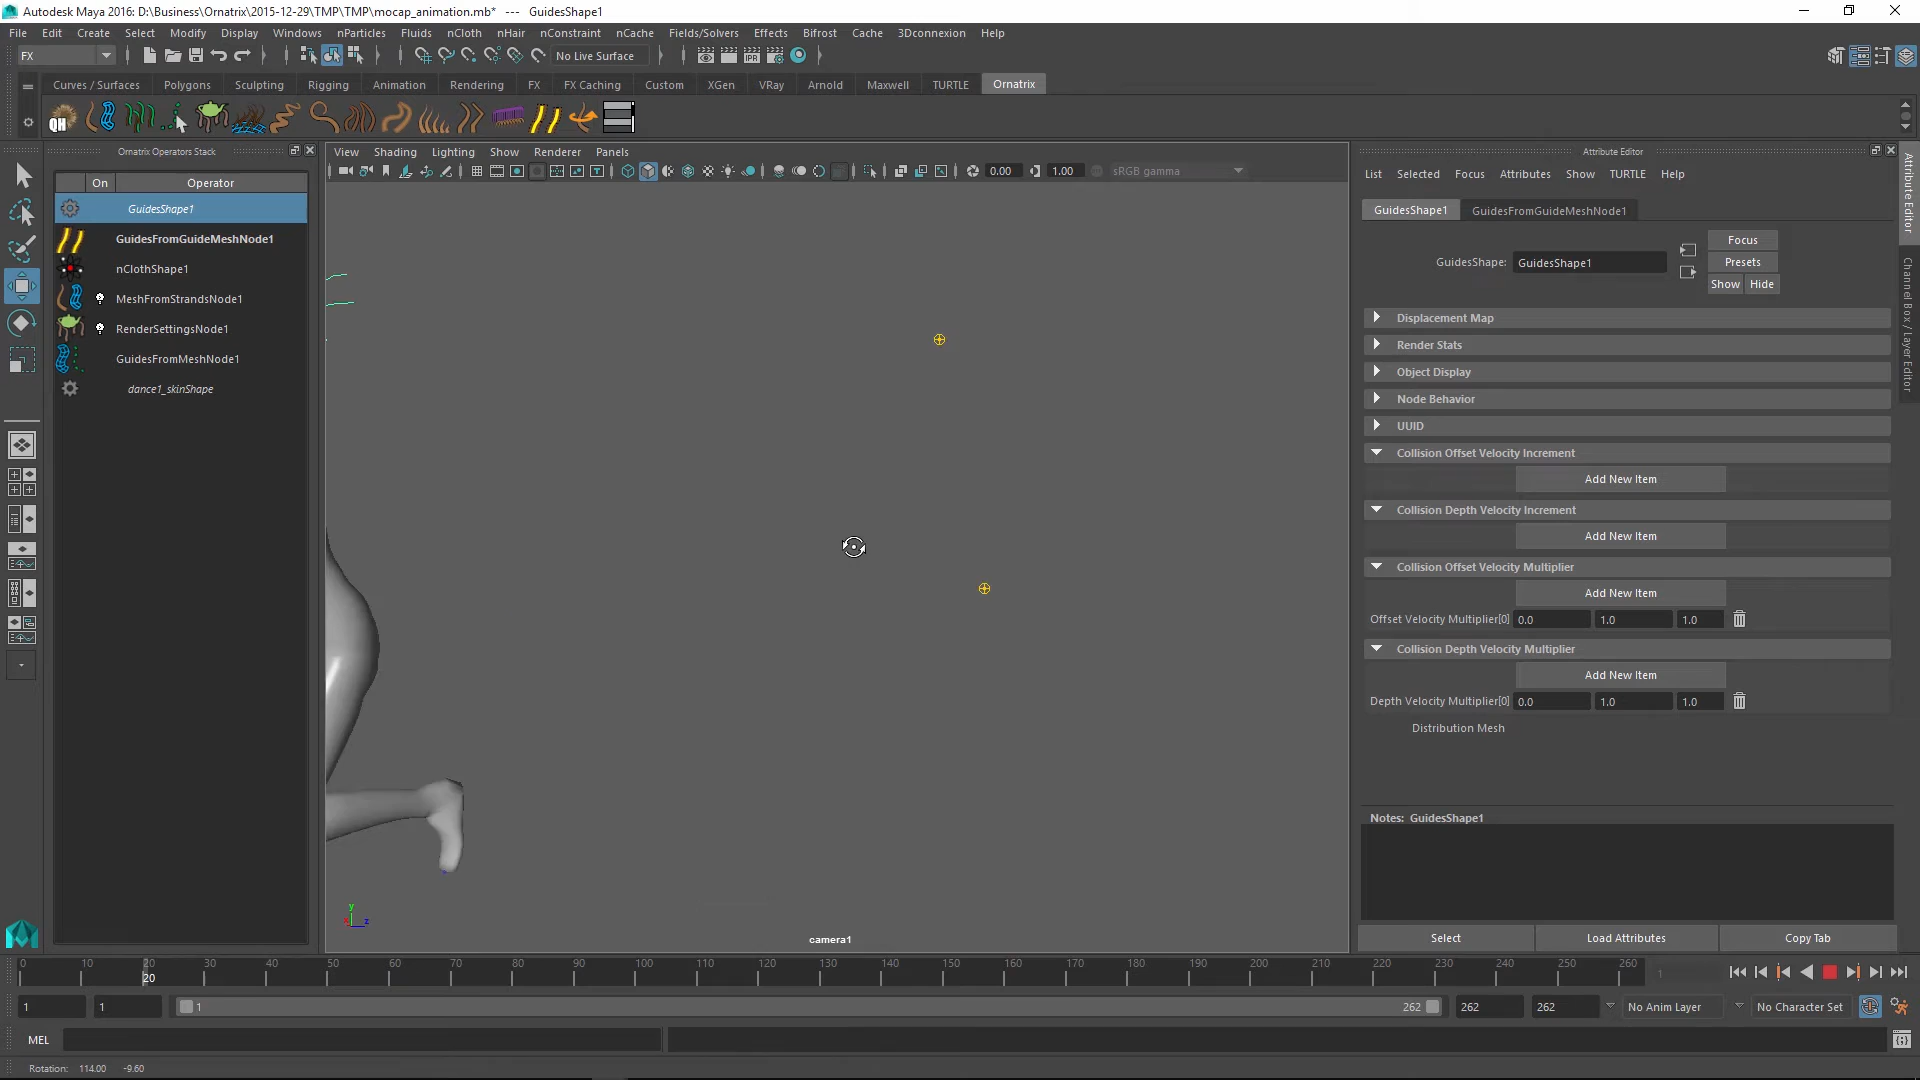 Autodesk Maya 2016: D:\Business\Ornatrix\2015-12-29\TMP\TMP\mocap_animation.mb* --- GuidesShape1
File Edit Create Select Modify Display Windows nParticles Fluids nCloth nHair nConstraint nCache Fields/Solvers Effects Bifrost Cache 3Dconnexion Help
FX No Live Surface
Curves / Surfaces Polygons Sculpting Rigging Animation Rendering FX FX Caching Custom XGen VRay Arnold Maxwell TURTLE Ornatrix
QH
Ornatrix Operators Stack
On Operator
GuidesShape1
GuidesFromGuideMeshNode1
nClothShape1
MeshFromStrandsNode1
RenderSettingsNode1
GuidesFromMeshNode1
dance1_skinShape
View Shading Lighting Show Renderer Panels
0.00 1.00 sRGB gamma
y
x z
camera1
Attribute Editor
List Selected Focus Attributes Show TURTLE Help
GuidesShape1 GuidesFromGuideMeshNode1
GuidesShape: GuidesShape1
Focus
Presets
Show Hide
Displacement Map
Render Stats
Object Display
Node Behavior
UUID
Collision Offset Velocity Increment
Add New Item
Collision Depth Velocity Increment
Add New Item
Collision Offset Velocity Multiplier
Add New Item
Offset Velocity Multiplier[0] 0.0 1.0 1.0
Collision Depth Velocity Multiplier
Add New Item
Depth Velocity Multiplier[0] 0.0 1.0 1.0
Distribution Mesh
Notes: GuidesShape1
Select Load Attributes Copy Tab
Attribute Editor
Channel Box / Layer Editor
0 10 20 30 40 50 60 70 80 90 100 110 120 130 140 150 160 170 180 190 200 210 220 230 240 250 260
20
1
1 1 1 262 262 262 No Anim Layer No Character Set
MEL
Rotation: 114.00 -9.60